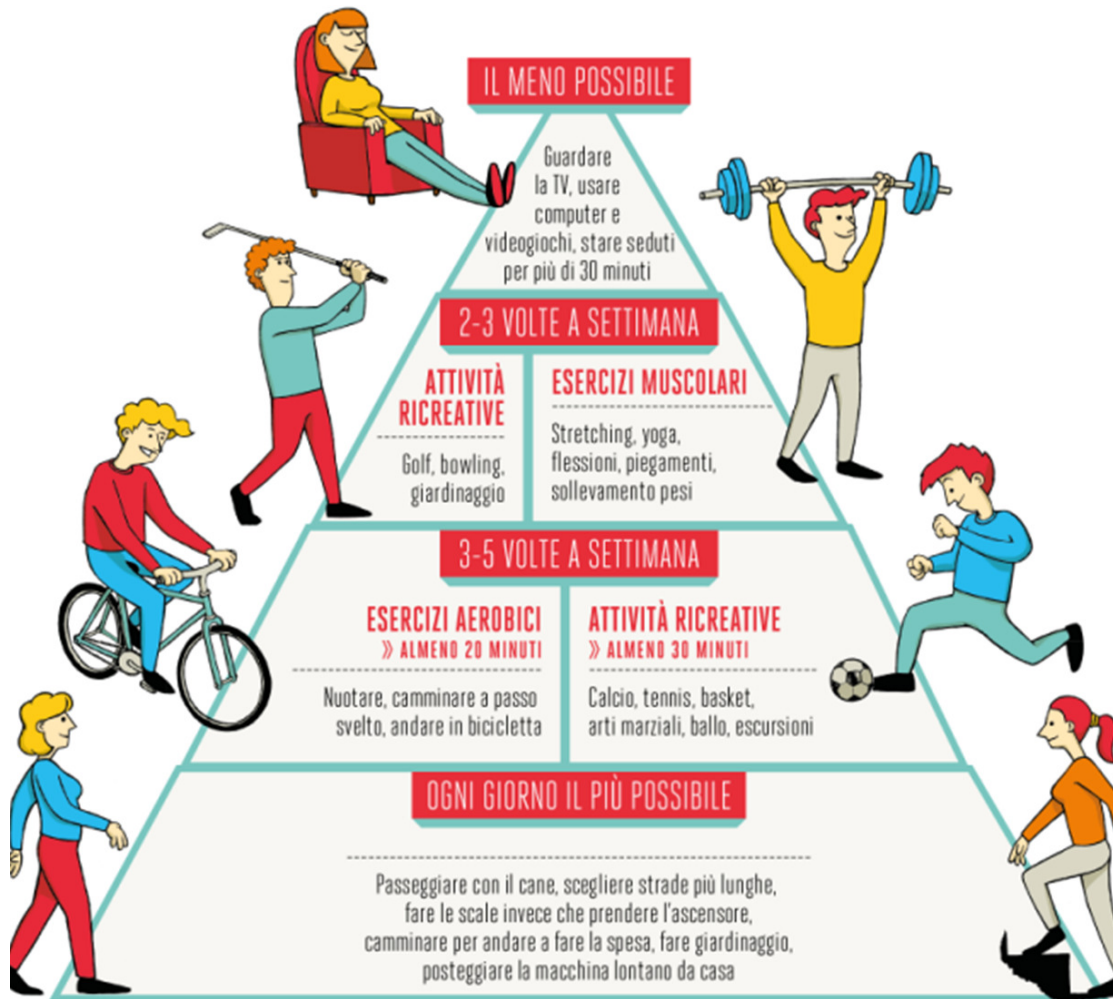 IL MENO POSSIBILE
Guardare
la TV, usare
computer e
videogiochi, stare seduti
per più di 30 minuti
2-3 VOLTE A SETTIMANA
ATTIVITÀ
RICREATIVE
Golf, bowling,
giardinaggio
ESERCIZI MUSCOLARI
Stretching, yoga,
flessioni, piegamenti,
sollevamento pesi
3-5 VOLTE A SETTIMANA
ESERCIZI AEROBICI
» ALMENO 20 MINUTI
Nuotare, camminare a passo
svelto, andare in bicicletta
ATTIVITÀ RICREATIVE
» ALMENO 30 MINUTI
Calcio, tennis, basket,
arti marziali, ballo, escursioni
OGNI GIORNO IL PIÙ POSSIBILE
Passeggiare con il cane, scegliere strade più lunghe,
fare le scale invece che prendere l'ascensore,
camminare per andare a fare la spesa, fare giardinaggio,
posteggiare la macchina lontano da casa